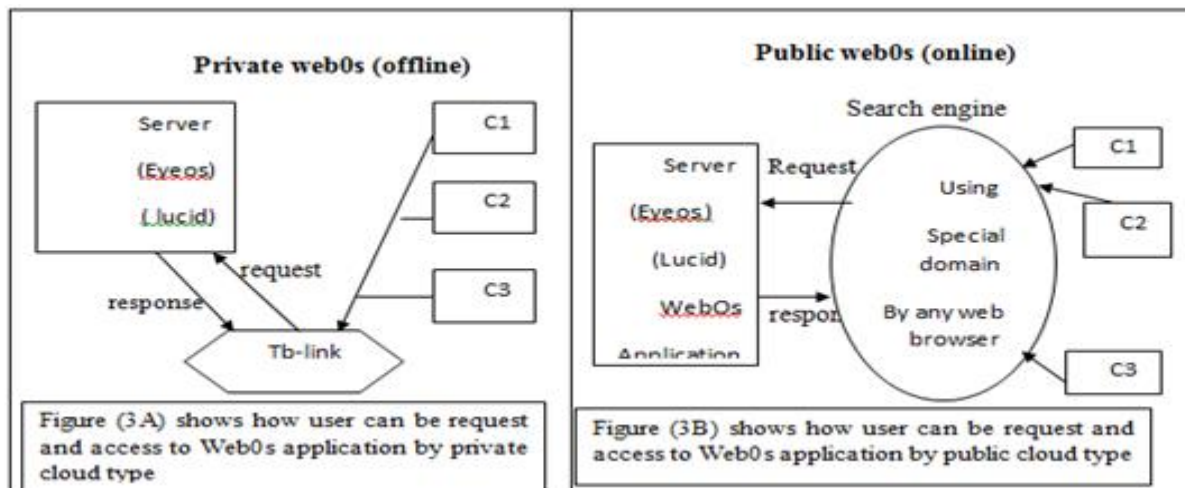 Private web0s (offline)
Server
(Eyeos)
(.lucid)
C1
C2
C3
request
response
Tb-link
Figure (3A) shows how user can be request
and access to Web0s application by private
cloud type
Public web0s (online)
Search engine
Server
(Eyeos)
(Lucid)
WebOs
Application
Request
respon
Using
Special
domain
By any web
browser
C1
C2
C3
Figure (3B) shows how user can be request and
access to Web0s application by public cloud type